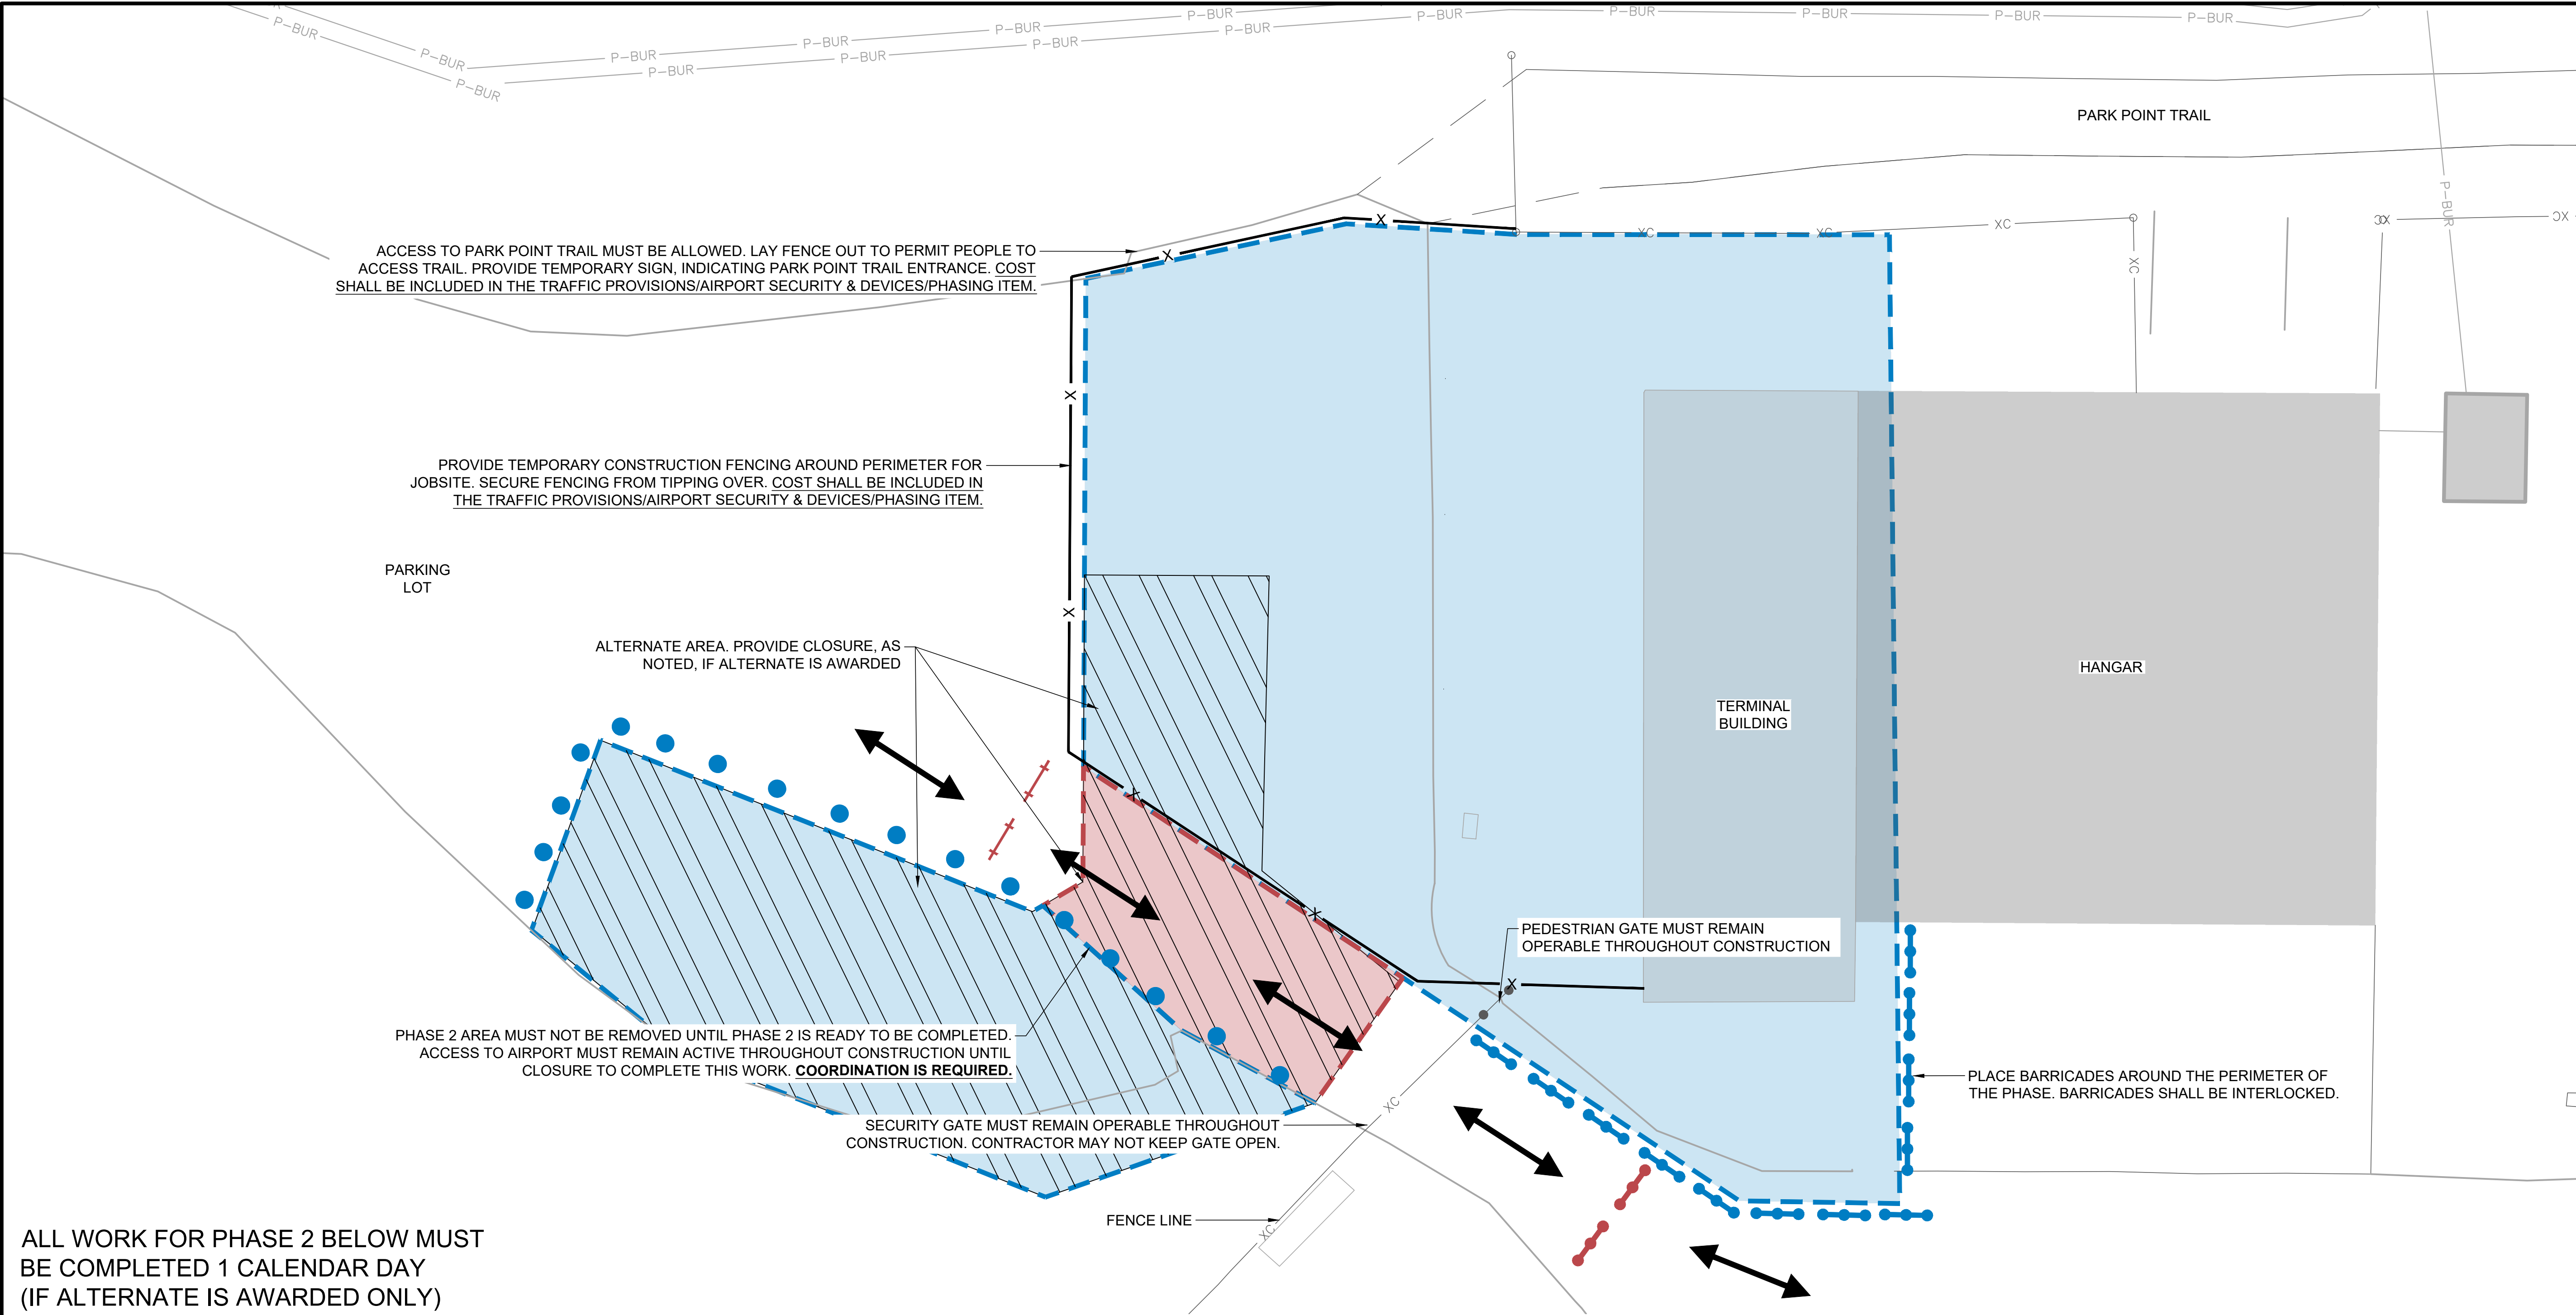 P-BUR P-BUR P-BUR P-BUR P-BUR P-BUR P-BUR P-BUR P-BUR
P-BUR P-BUR P-BUR P-BUR P-BUR P-BUR P-BUR
PARK POINT TRAIL
P-BUR
X
X
XC
XC
XC
XC
XC
XC
ACCESS TO PARK POINT TRAIL MUST BE ALLOWED. LAY FENCE OUT TO PERMIT PEOPLE TO
ACCESS TRAIL. PROVIDE TEMPORARY SIGN, INDICATING PARK POINT TRAIL ENTRANCE. COST
SHALL BE INCLUDED IN THE TRAFFIC PROVISIONS/AIRPORT SECURITY & DEVICES/PHASING ITEM.
X
PROVIDE TEMPORARY CONSTRUCTION FENCING AROUND PERIMETER FOR
JOBSITE. SECURE FENCING FROM TIPPING OVER. COST SHALL BE INCLUDED IN
THE TRAFFIC PROVISIONS/AIRPORT SECURITY & DEVICES/PHASING ITEM.
PARKING
LOT
X
ALTERNATE AREA. PROVIDE CLOSURE, AS
NOTED, IF ALTERNATE IS AWARDED
HANGAR
TERMINAL
BUILDING
X
X
PEDESTRIAN GATE MUST REMAIN
OPERABLE THROUGHOUT CONSTRUCTION
X
PHASE 2 AREA MUST NOT BE REMOVED UNTIL PHASE 2 IS READY TO BE COMPLETED.
ACCESS TO AIRPORT MUST REMAIN ACTIVE THROUGHOUT CONSTRUCTION UNTIL
CLOSURE TO COMPLETE THIS WORK. COORDINATION IS REQUIRED.
PLACE BARRICADES AROUND THE PERIMETER OF
THE PHASE. BARRICADES SHALL BE INTERLOCKED.
XC
SECURITY GATE MUST REMAIN OPERABLE THROUGHOUT
CONSTRUCTION. CONTRACTOR MAY NOT KEEP GATE OPEN.
FENCE LINE
XC
ALL WORK FOR PHASE 2 BELOW MUST
BE COMPLETED 1 CALENDAR DAY
(IF ALTERNATE IS AWARDED ONLY)